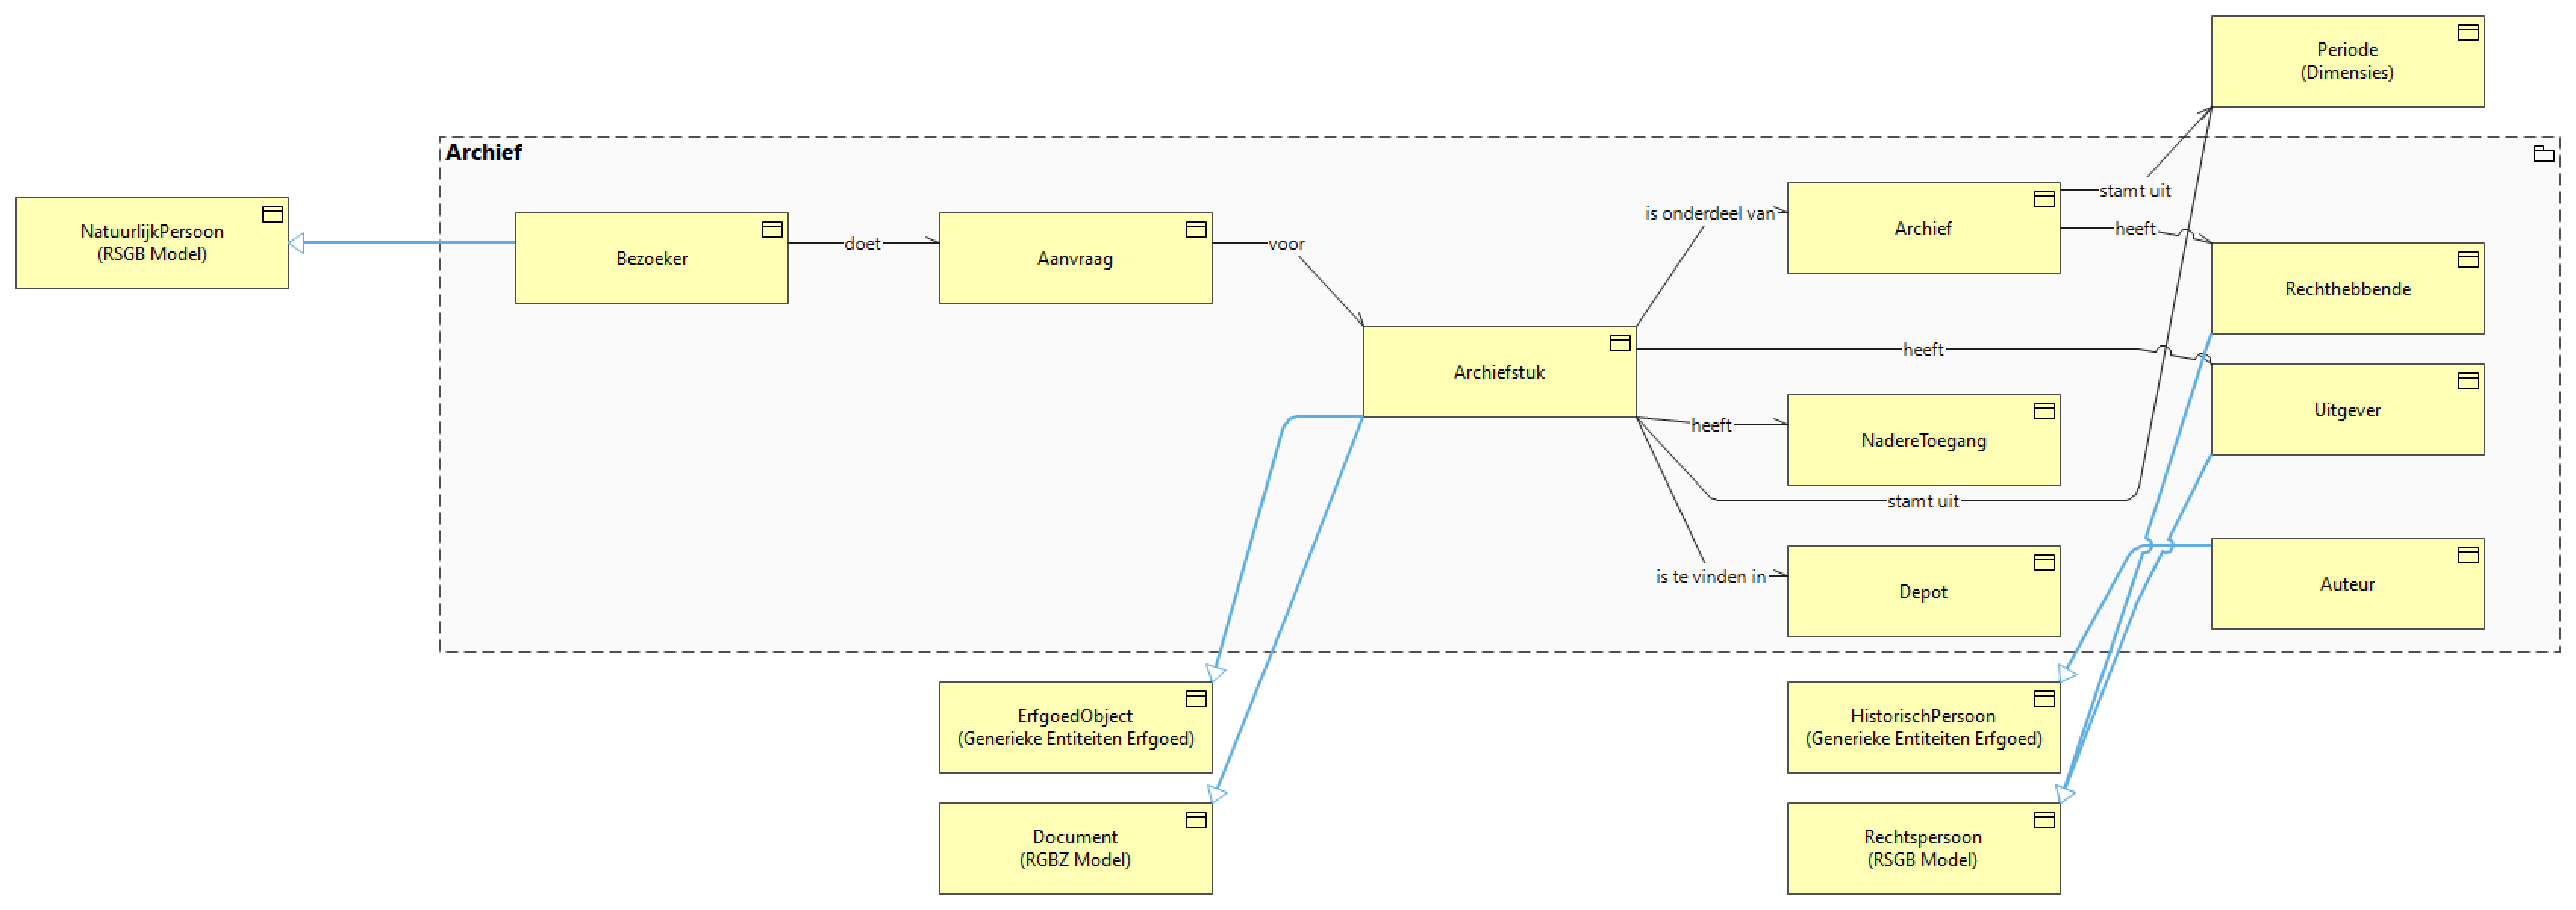 Periode
(Dimensies)
Archief
NatuurlijkPersoon
(RSGB Model)
Bezoeker
doet
Aanvraag
voor
is onderdeel van
Archief
stamt uit
heeft
Rechthebbende
Archiefstuk
heeft
Uitgever
heeft
NadereToegang
stamt uit
is te vinden in
Depot
Auteur
ErfgoedObject
(Generieke Entiteiten Erfgoed)
HistorischPersoon
(Generieke Entiteiten Erfgoed)
Document
(RGBZ Model)
Rechtspersoon
(RSGB Model)